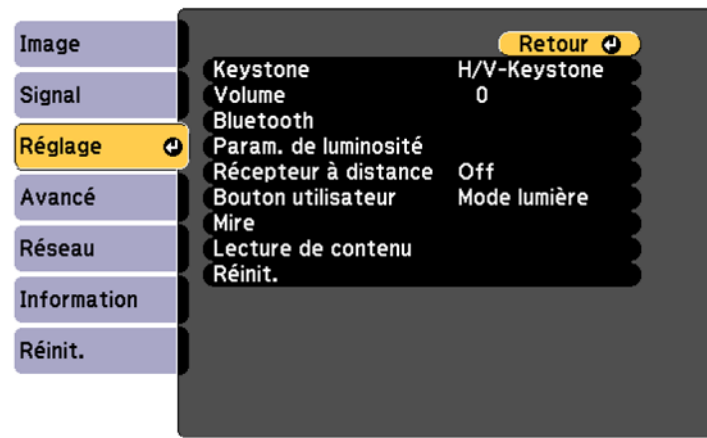 Image
Signal
Réglage
Avancé
Réseau
Information
Réinit.
Retour
Keystone H/V-Keystone
Volume 0
Bluetooth
Param. de luminosité
Récepteur à distance Off
Bouton utilisateur Mode lumière
Mire
Lecture de contenu
Réinit.